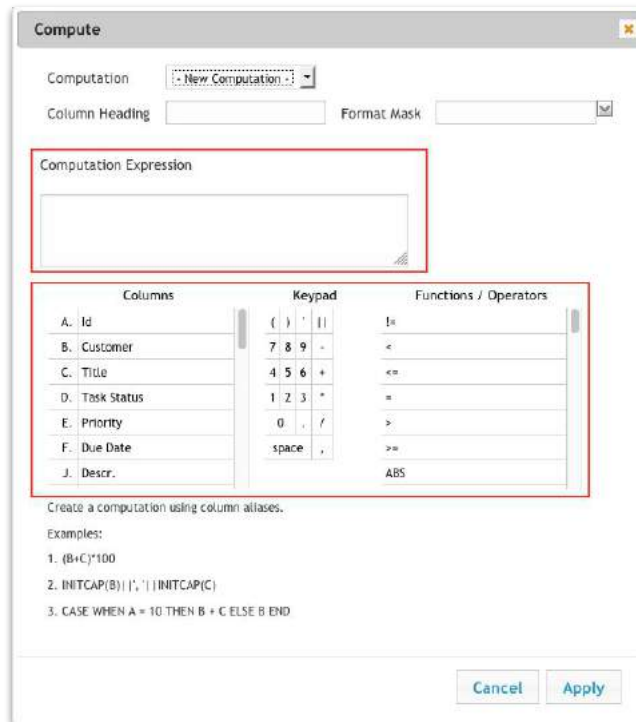 Compute
Computation - New Computation -
Column Heading Format Mask
Computation Expression
Columns Keypad Functions / Operators
A. Id ( ) ' || !=
B. Customer 7 8 9 - <
C. Title 4 5 6 + <=
D. Task Status 1 2 3 * =
E. Priority 0 . / >
F. Due Date space , >=
J. Descr. ABS
Create a computation using column aliases.
Examples:
1. (B+C)*100
2. INITCAP(B)||', '||INITCAP(C)
3. CASE WHEN A = 10 THEN B + C ELSE B END
Cancel Apply